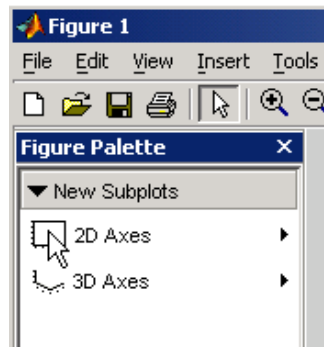 Figure 1
File Edit View Insert Tools
Figure Palette
New Subplots
2D Axes
3D Axes